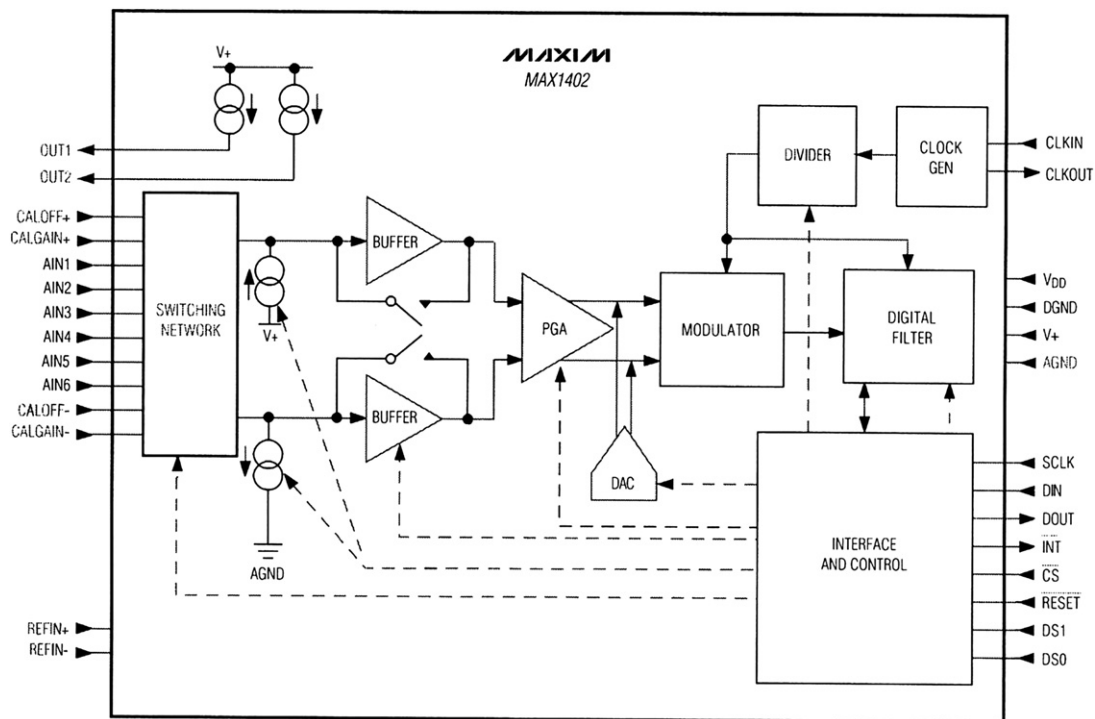 MAXIM
MAX1402
V+
OUT1
OUT2
CALOFF+
CALGAIN+
AIN1
AIN2
AIN3
AIN4
AIN5
AIN6
CALOFF-
CALGAIN-
REFIN+
REFIN-
SWITCHING
NETWORK
V+
AGND
BUFFER
BUFFER
PGA
DAC
MODULATOR
DIVIDER
CLOCK
GEN
DIGITAL
FILTER
INTERFACE
AND CONTROL
CLKIN
CLKOUT
VDD
DGND
V+
AGND
SCLK
DIN
DOUT
INT
CS
RESET
DS1
DS0